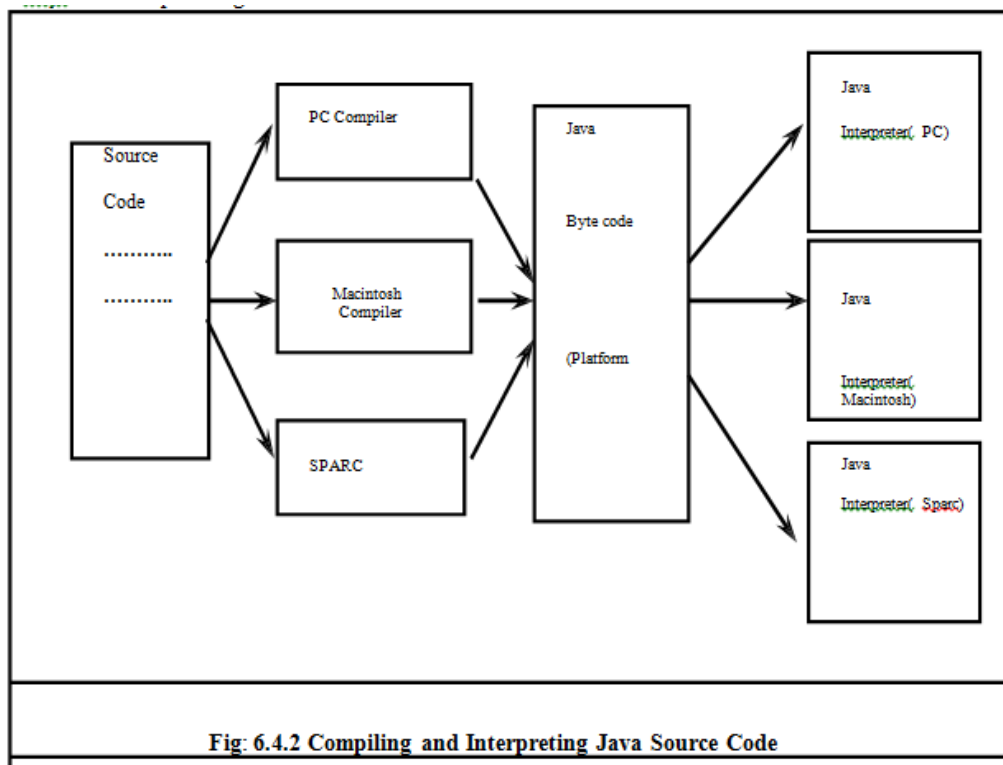 Source
Code
………..
………..
PC Compiler
Macintosh
Compiler
SPARC
Java
Byte code
(Platform
Java
Interpreter(. PC)
Java
Interpreter(.
Macintosh)
Java
Interpreter(. Sparc)
Fig: 6.4.2 Compiling and Interpreting Java Source Code